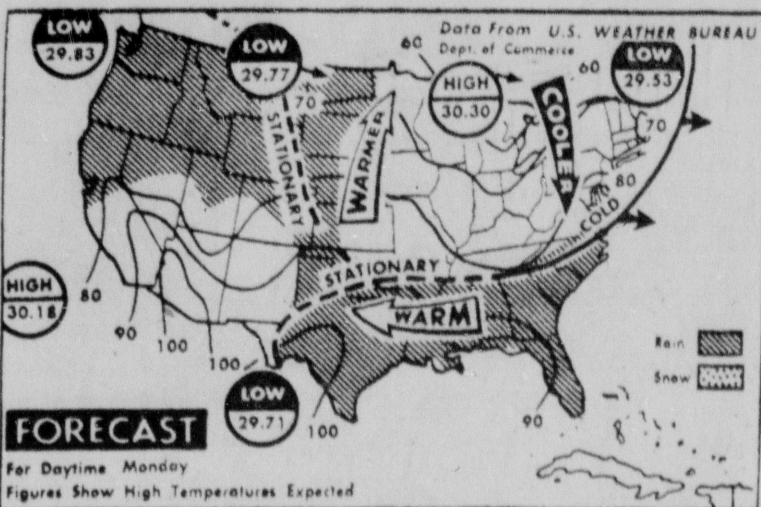 Data From U.S. WEATHER BUREAU
Dept. of Commerce
LOW
29.83
LOW
29.77
60
HIGH
30.30
60
LOW
29.53
70
COOLER
70
STATIONARY
WARMER
80
COLD
STATIONARY
HIGH
30.18
80
90
100
100
WARM
Rain
Snow
LOW
29.71
100
90
FORECAST
For Daytime Monday
Figures Show High Temperatures Expected